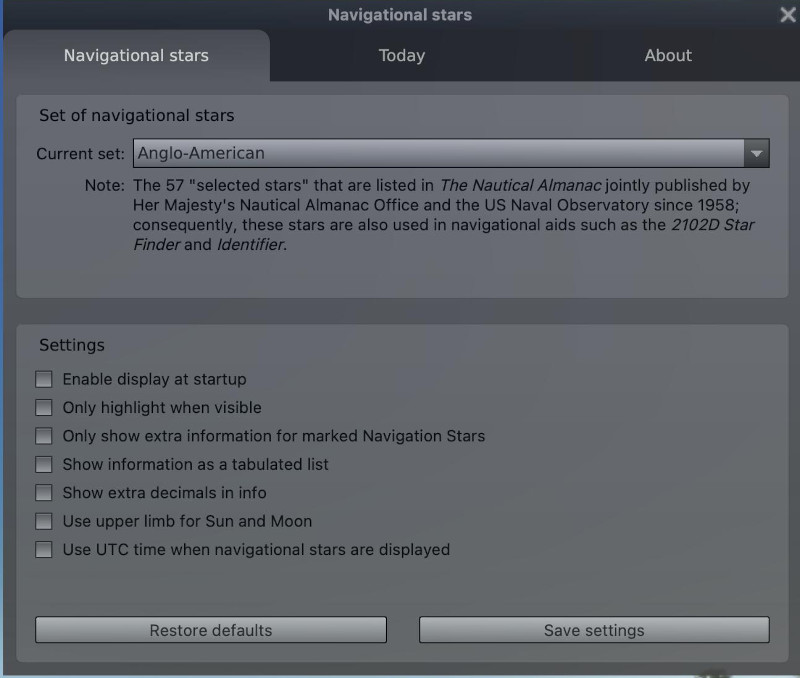 Navigational stars
Navigational stars Today About
Set of navigational stars
Current set: Anglo-American
Note: The 57 "selected stars" that are listed in The Nautical Almanac jointly published by
Her Majesty's Nautical Almanac Office and the US Naval Observatory since 1958;
consequently, these stars are also used in navigational aids such as the 2102D Star
Finder and Identifier.
Settings
Enable display at startup
Only highlight when visible
Only show extra information for marked Navigation Stars
Show information as a tabulated list
Show extra decimals in info
Use upper limb for Sun and Moon
Use UTC time when navigational stars are displayed
Restore defaults Save settings